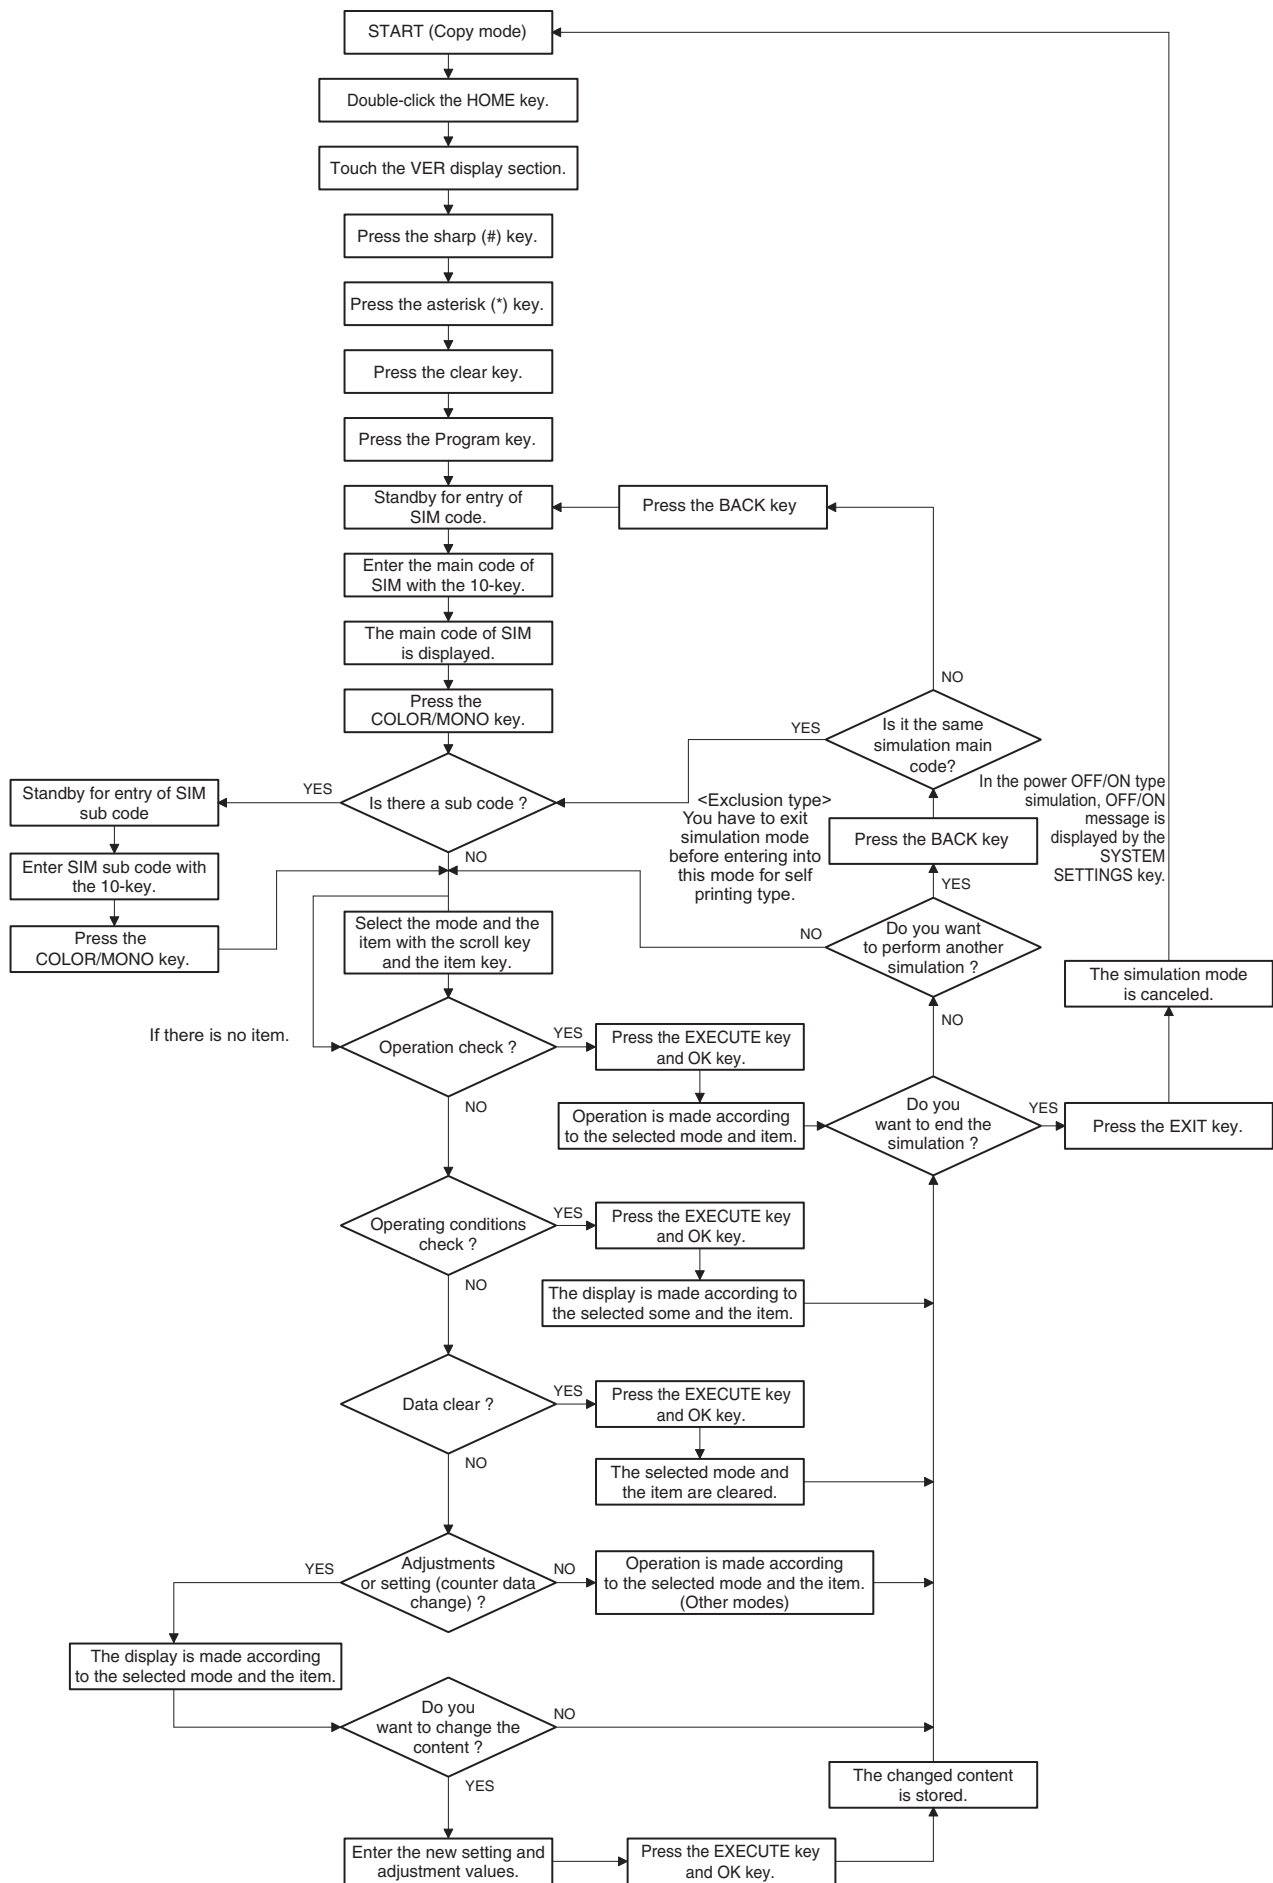 START (Copy mode)
Double-click the HOME key.
Touch the VER display section.
Press the sharp (#) key.
Press the asterisk (*) key.
Press the clear key.
Press the Program key.
Standby for entry of
SIM code.
Press the BACK key
Enter the main code of
SIM with the 10-key.
The main code of SIM
is displayed.
Press the
COLOR/MONO key.
NO
Is it the same
simulation main
code?
YES
Is there a sub code ?
YES
Standby for entry of SIM
sub code
Enter SIM sub code with
the 10-key.
Press the
COLOR/MONO key.
NO
<Exclusion type>
You have to exit
simulation mode
before entering into
this mode for self
printing type.
In the power OFF/ON type
simulation, OFF/ON
message is
displayed by the
SYSTEM
SETTINGS key.
Press the BACK key
YES
Do you want
to perform another
simulation ?
NO
Select the mode and the
item with the scroll key
and the item key.
The simulation mode
is canceled.
If there is no item.
Operation check ?
YES
Press the EXECUTE key
and OK key.
NO
NO
Operation is made according
to the selected mode and item.
Do you
want to end the
simulation ?
YES
Press the EXIT key.
Operating conditions
check ?
YES
Press the EXECUTE key
and OK key.
NO
The display is made according to
the selected some and the item.
Data clear ?
YES
Press the EXECUTE key
and OK key.
NO
The selected mode and
the item are cleared.
YES
Adjustments
or setting (counter data
change) ?
NO
Operation is made according
to the selected mode and the item.
(Other modes)
The display is made according
to the selected mode and the item.
Do you
want to change the
content ?
NO
YES
The changed content
is stored.
Enter the new setting and
adjustment values.
Press the EXECUTE key
and OK key.